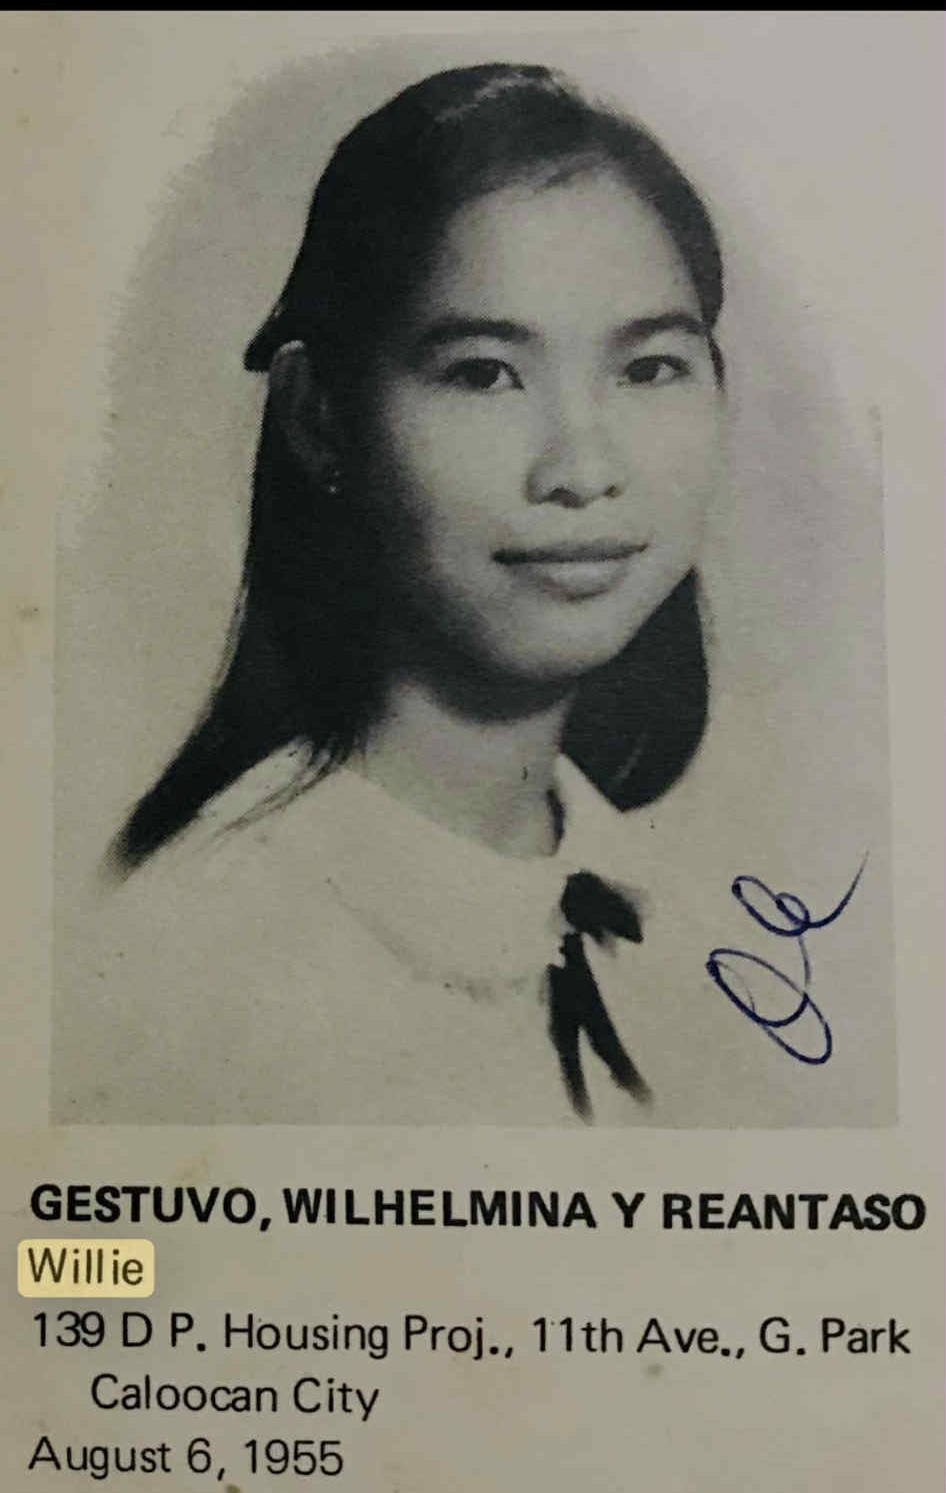 GESTUVO, WILHELMINA Y REANTASO
Willie
139 D P. Housing Proj., 11th Ave., G. Park
Caloocan City
August 6, 1955